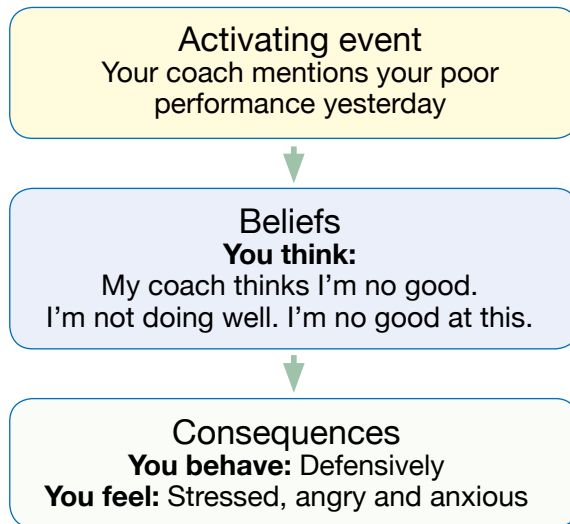 Activating event
Your coach mentions your poor
performance yesterday
Beliefs
You think:
My coach thinks I'm no good.
I'm not doing well. I'm no good at this.
Consequences
You behave: Defensively
You feel: Stressed, angry and anxious